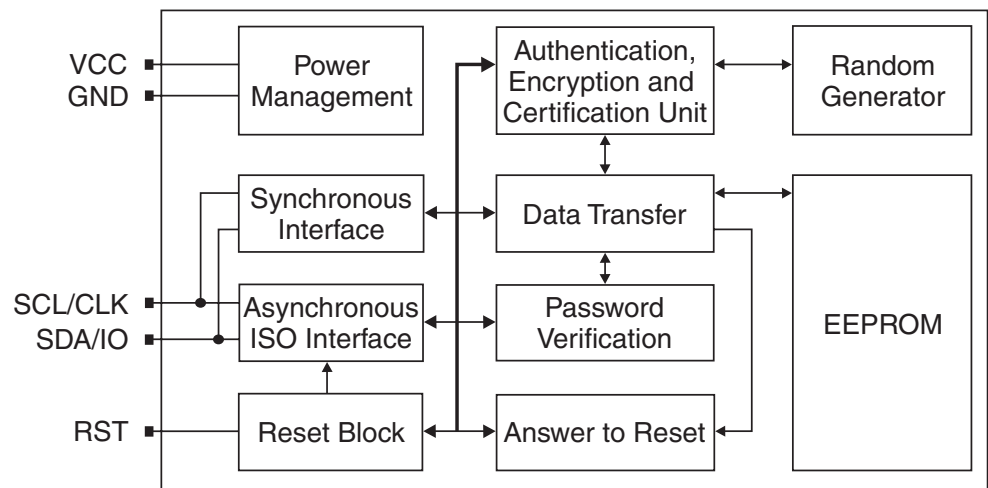 VCC
GND
Power
Management
Authentication,
Encryption and
Certification Unit
Random
Generator
Synchronous
Interface
Data Transfer
SCL/CLK
SDA/IO
Asynchronous
ISO Interface
Password
Verification
EEPROM
RST
Reset Block
Answer to Reset